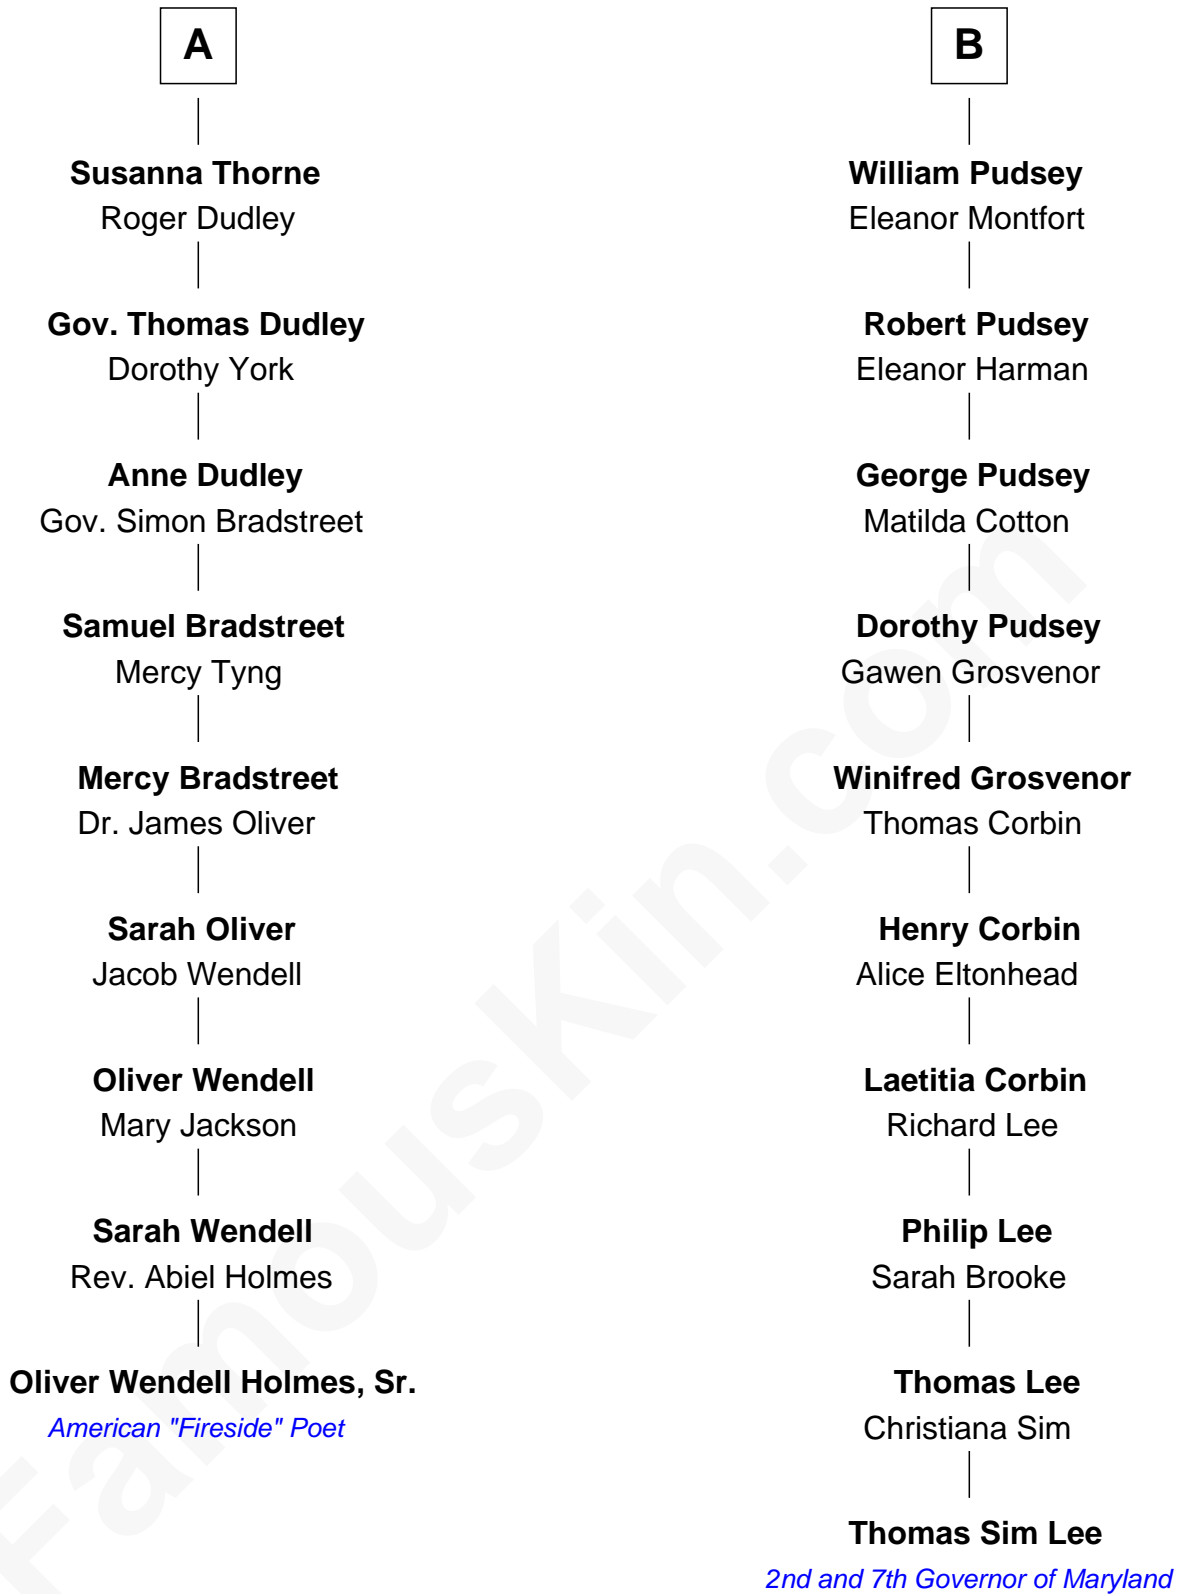 A
Susanna Thorne
Roger Dudley
Gov. Thomas Dudley
Dorothy York
Anne Dudley
Gov. Simon Bradstreet
Samuel Bradstreet
Mercy Tyng
Mercy Bradstreet
Dr. James Oliver
Sarah Oliver
Jacob Wendell
Oliver Wendell
Mary Jackson
Sarah Wendell
Rev. Abiel Holmes
Oliver Wendell Holmes, Sr.
American "Fireside" Poet
B
William Pudsey
Eleanor Montfort
Robert Pudsey
Eleanor Harman
George Pudsey
Matilda Cotton
Dorothy Pudsey
Gawen Grosvenor
Winifred Grosvenor
Thomas Corbin
Henry Corbin
Alice Eltonhead
Laetitia Corbin
Richard Lee
Philip Lee
Sarah Brooke
Thomas Lee
Christiana Sim
Thomas Sim Lee
2nd and 7th Governor of Maryland
FamousKin.com